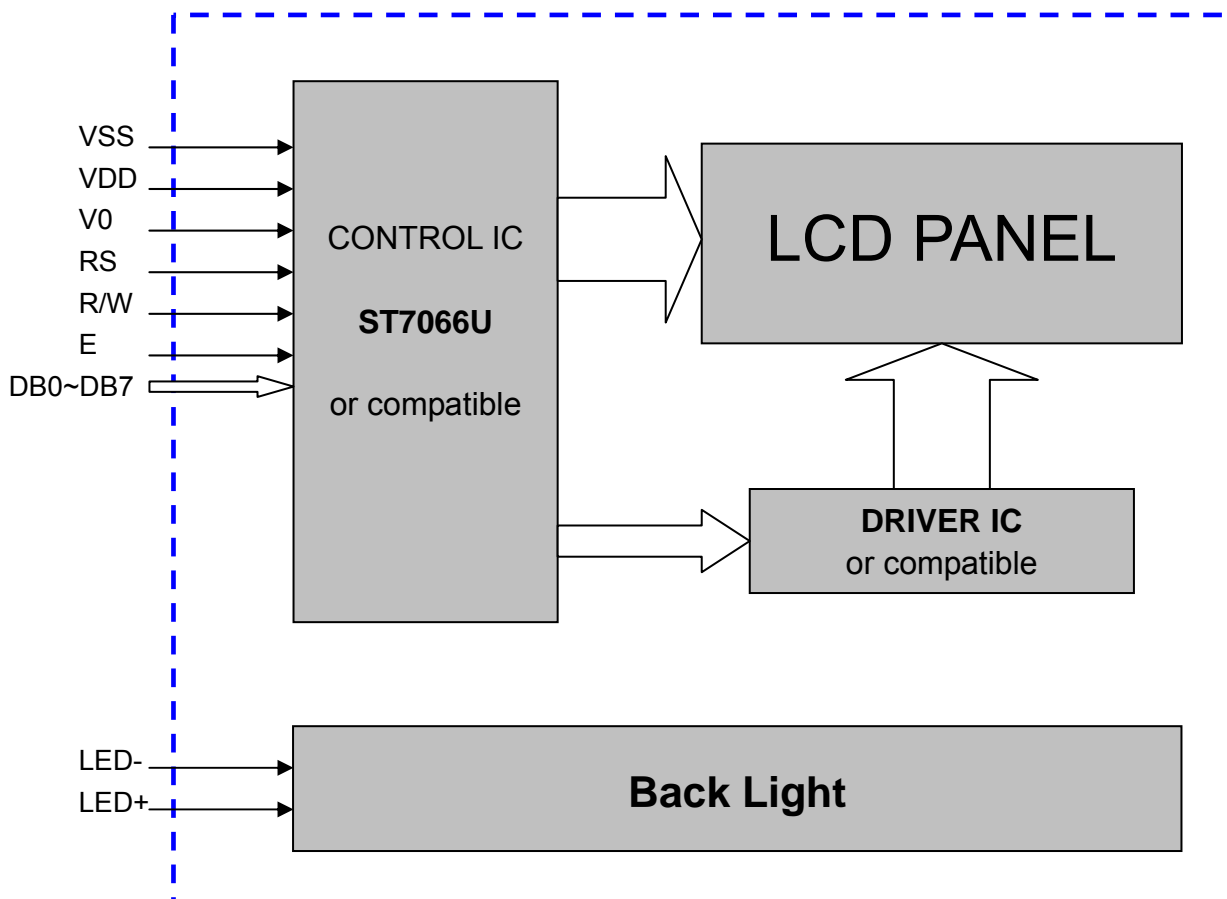 VSS
VDD
V0
RS
R/W
E
DB0~DB7
CONTROL IC
ST7066U
or compatible
LCD PANEL
DRIVER IC
or compatible
LED-
LED+
Back Light